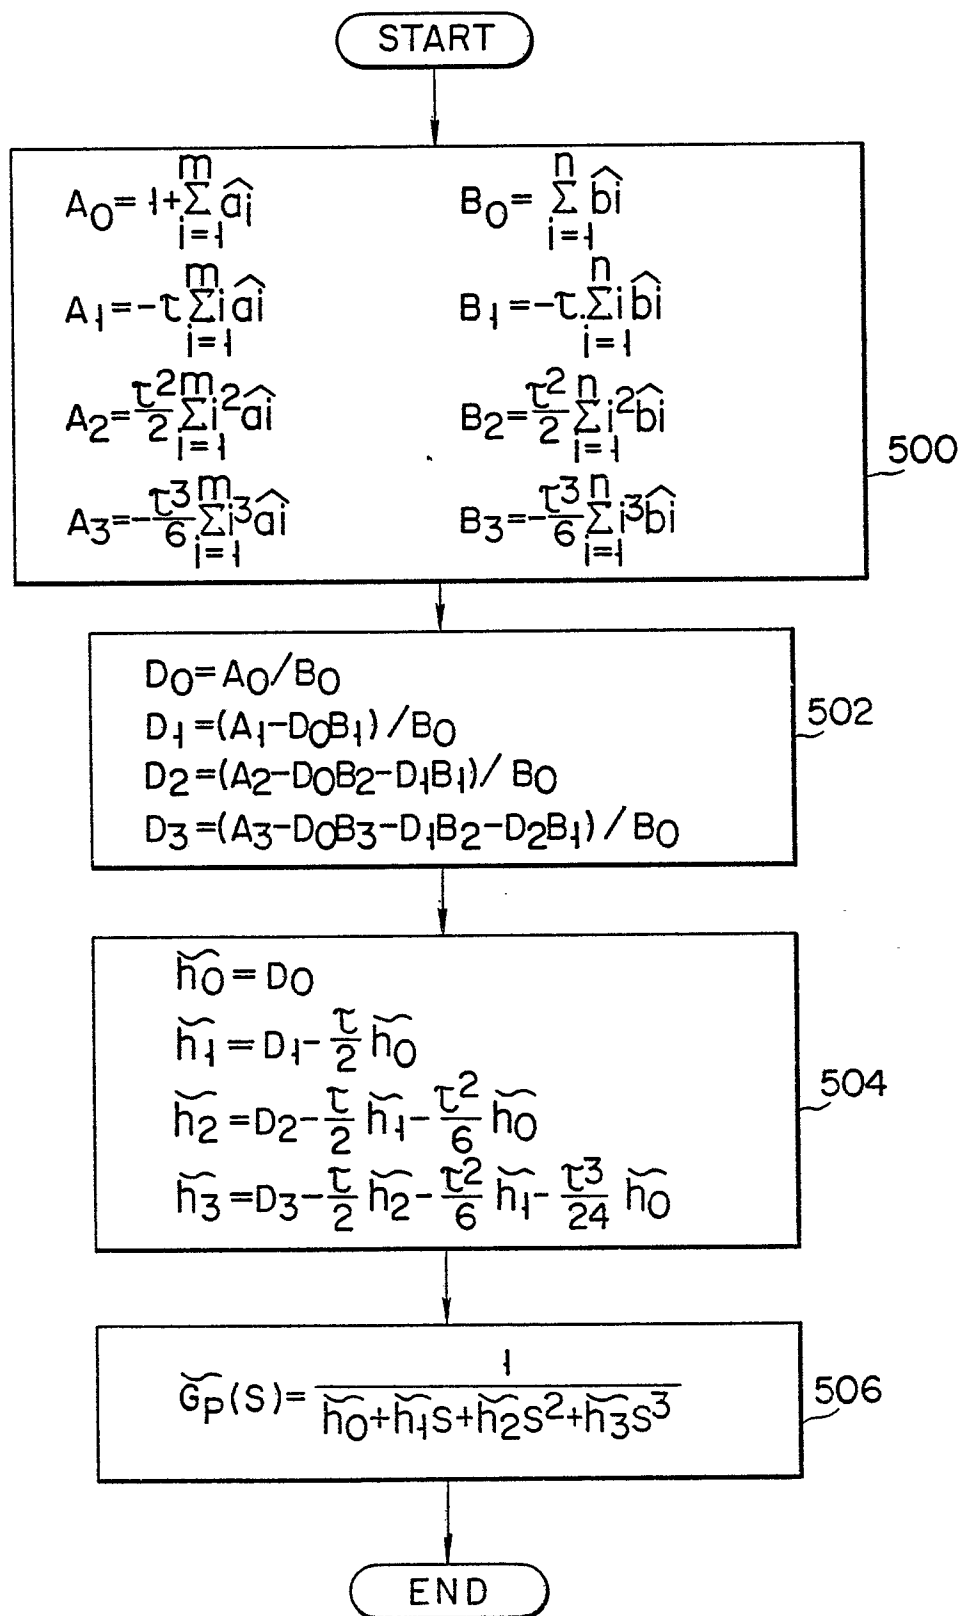 START
A₀ = 1 + Σ_{i=1}^{m} âi    B₀ = Σ_{i=1}^{n} b̂i
A₁ = -τ Σ_{i=1}^{m} i âi    B₁ = -τ Σ_{i=1}^{n} i b̂i
A₂ = τ²/2 Σ_{i=1}^{m} i² âi    B₂ = τ²/2 Σ_{i=1}^{n} i² b̂i
A₃ = -τ³/6 Σ_{i=1}^{m} i³ âi    B₃ = -τ³/6 Σ_{i=1}^{n} i³ b̂i
500
D₀ = A₀/B₀
D₁ = (A₁-D₀B₁)/B₀
D₂ = (A₂-D₀B₂-D₁B₁)/B₀
D₃ = (A₃-D₀B₃-D₁B₂-D₂B₁)/B₀
502
h̃₀ = D₀
h̃₁ = D₁ - τ/2 h̃₀
h̃₂ = D₂ - τ/2 h̃₁ - τ²/6 h̃₀
h̃₃ = D₃ - τ/2 h̃₂ - τ²/6 h̃₁ - τ³/24 h̃₀
504
G̃p(S) = 1 / (h̃₀+h̃₁S+h̃₂S²+h̃₃S³)
506
END